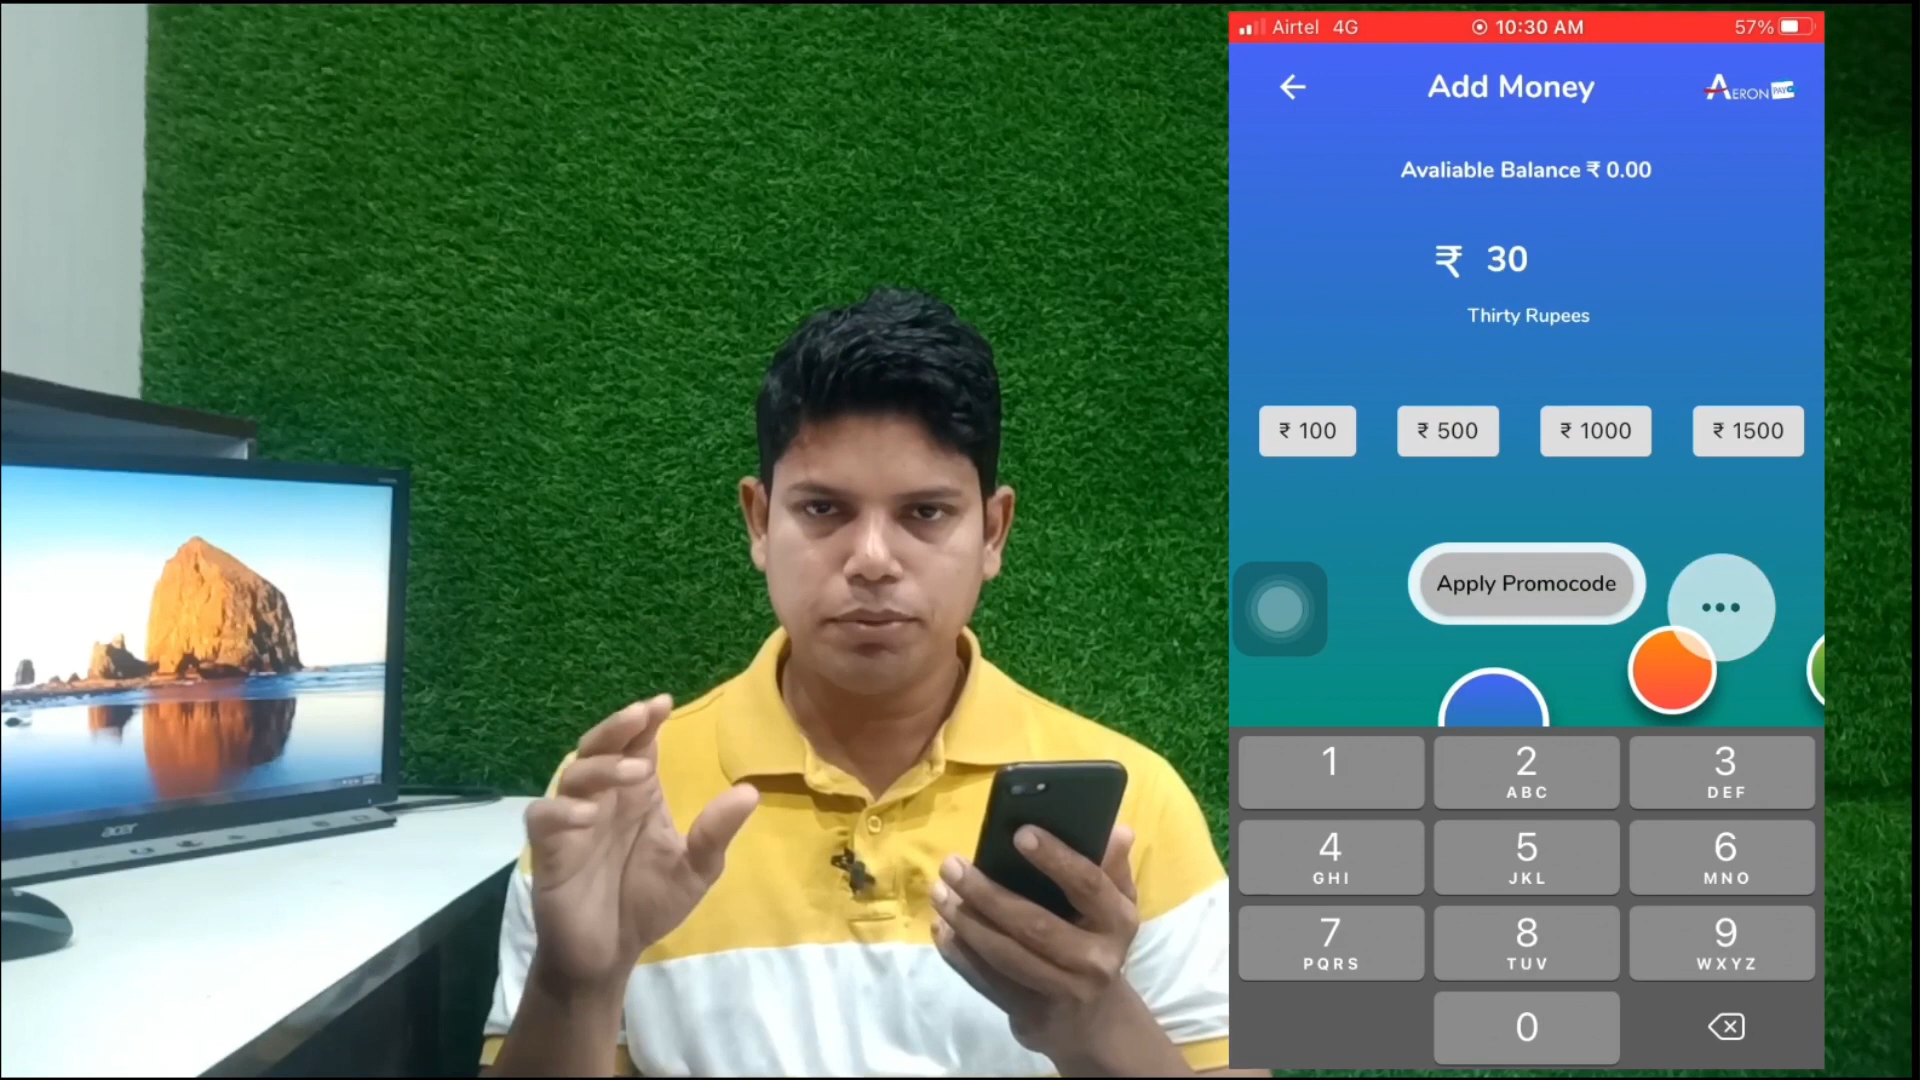 Airtel 4G 10:30 AM 57%
Add Money
AERON PAY
Avaliable Balance ₹ 0.00
₹ 30
Thirty Rupees
₹ 100 ₹ 500 ₹ 1000 ₹ 1500
Apply Promocode
1 2 3
ABC DEF
4 5 6
GHI JKL MNO
7 8 9
PQRS TUV WXYZ
0
acer